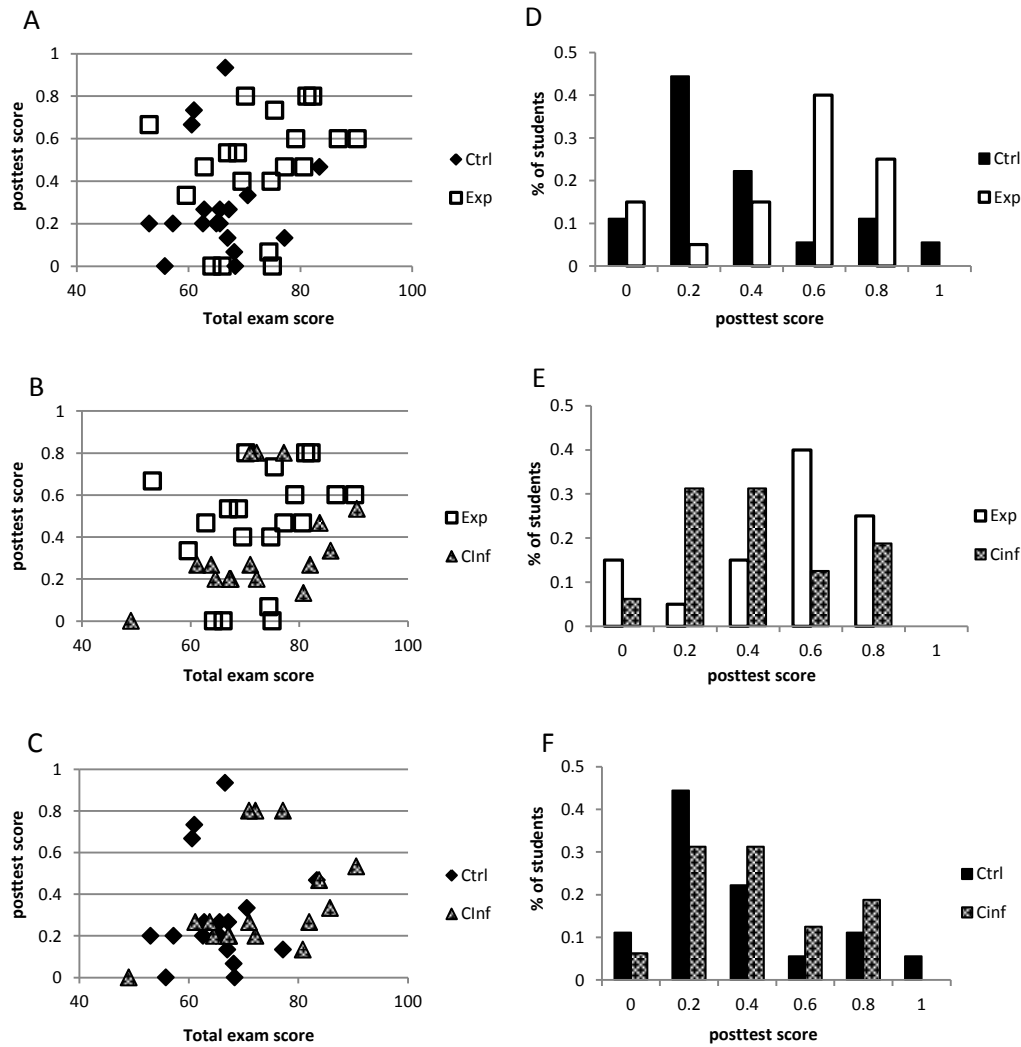 A
1
0.8
0.6
0.4
0.2
0
40 60 80 100
posttest score
Total exam score
Ctrl
Exp
D
0.5
0.4
0.3
0.2
0.1
0
0 0.2 0.4 0.6 0.8 1
% of students
posttest score
Ctrl
Exp
B
1
0.8
0.6
0.4
0.2
0
40 60 80 100
posttest score
Total exam score
Exp
CInf
E
0.5
0.4
0.3
0.2
0.1
0
0 0.2 0.4 0.6 0.8 1
% of students
posttest score
Exp
Cinf
C
1
0.8
0.6
0.4
0.2
0
40 60 80 100
posttest score
Total exam score
Ctrl
CInf
F
0.5
0.4
0.3
0.2
0.1
0
0 0.2 0.4 0.6 0.8 1
% of students
posttest score
Ctrl
Cinf